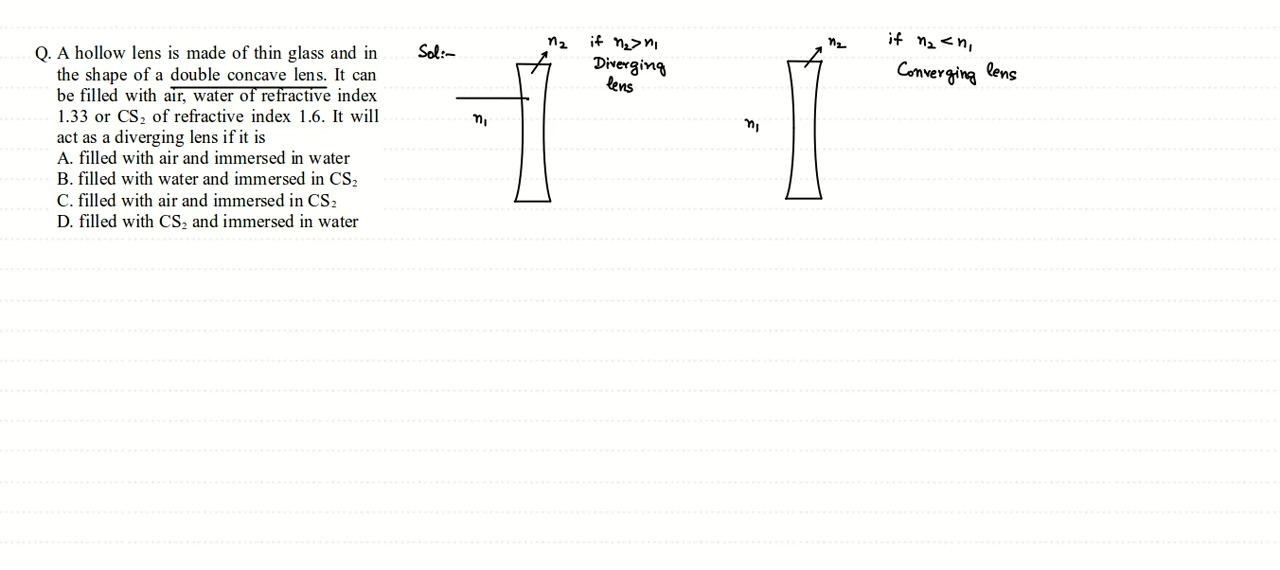 Q. A hollow lens is made of thin glass and in
the shape of a double concave lens. It can
be filled with air, water of refractive index
1.33 or CS₂ of refractive index 1.6. It will
act as a diverging lens if it is
A. filled with air and immersed in water
B. filled with water and immersed in CS₂
C. filled with air and immersed in CS₂
D. filled with CS₂ and immersed in water
Sol:-
n₂ if n₂>n₁
Diverging
lens
n₁
n₂ if n₂<n₁
Converging lens
n₁